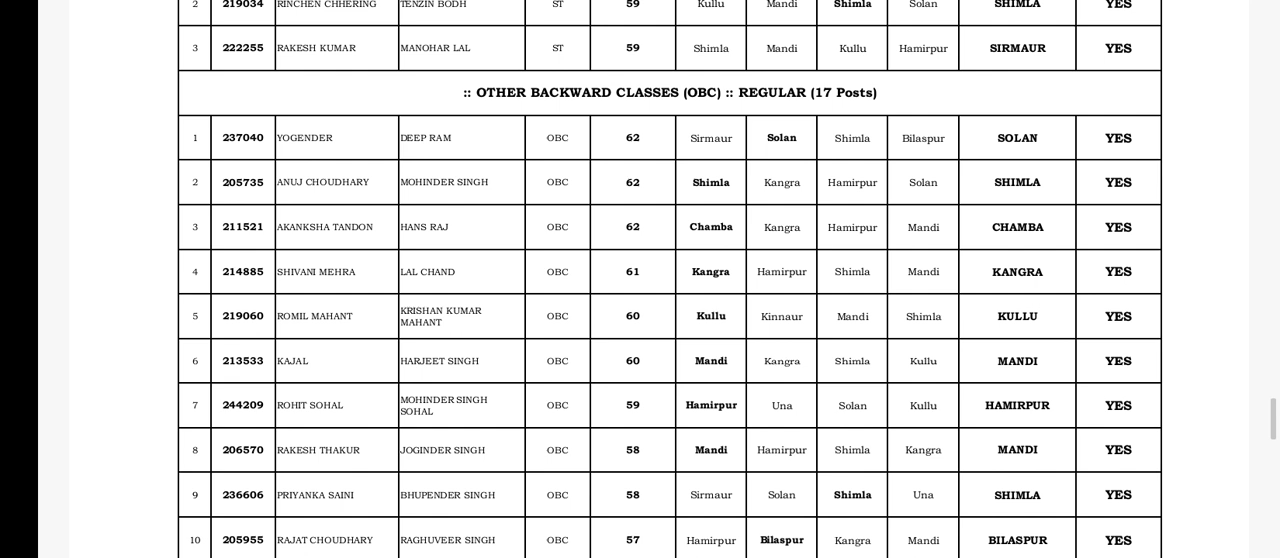 2 219034 RINCHEN CHHERING TENZIN BODH ST 59 Kullu Mandi Shimla Solan SHIMLA YES
3 222255 RAKESH KUMAR MANOHAR LAL ST 59 Shimla Mandi Kullu Hamirpur SIRMAUR YES
:: OTHER BACKWARD CLASSES (OBC) :: REGULAR (17 Posts)
1 237040 YOGENDER DEEP RAM OBC 62 Sirmaur Solan Shimla Bilaspur SOLAN YES
2 205735 ANUJ CHOUDHARY MOHINDER SINGH OBC 62 Shimla Kangra Hamirpur Solan SHIMLA YES
3 211521 AKANKSHA TANDON HANS RAJ OBC 62 Chamba Kangra Hamirpur Mandi CHAMBA YES
4 214885 SHIVANI MEHRA LAL CHAND OBC 61 Kangra Hamirpur Shimla Mandi KANGRA YES
5 219060 ROMIL MAHANT KRISHAN KUMAR MAHANT OBC 60 Kullu Kinnaur Mandi Shimla KULLU YES
6 213533 KAJAL HARJEET SINGH OBC 60 Mandi Kangra Shimla Kullu MANDI YES
7 244209 ROHIT SOHAL MOHINDER SINGH SOHAL OBC 59 Hamirpur Una Solan Kullu HAMIRPUR YES
8 206570 RAKESH THAKUR JOGINDER SINGH OBC 58 Mandi Hamirpur Shimla Kangra MANDI YES
9 236606 PRIYANKA SAINI BHUPENDER SINGH OBC 58 Sirmaur Solan Shimla Una SHIMLA YES
10 205955 RAJAT CHOUDHARY RAGHUVEER SINGH OBC 57 Hamirpur Bilaspur Kangra Mandi BILASPUR YES